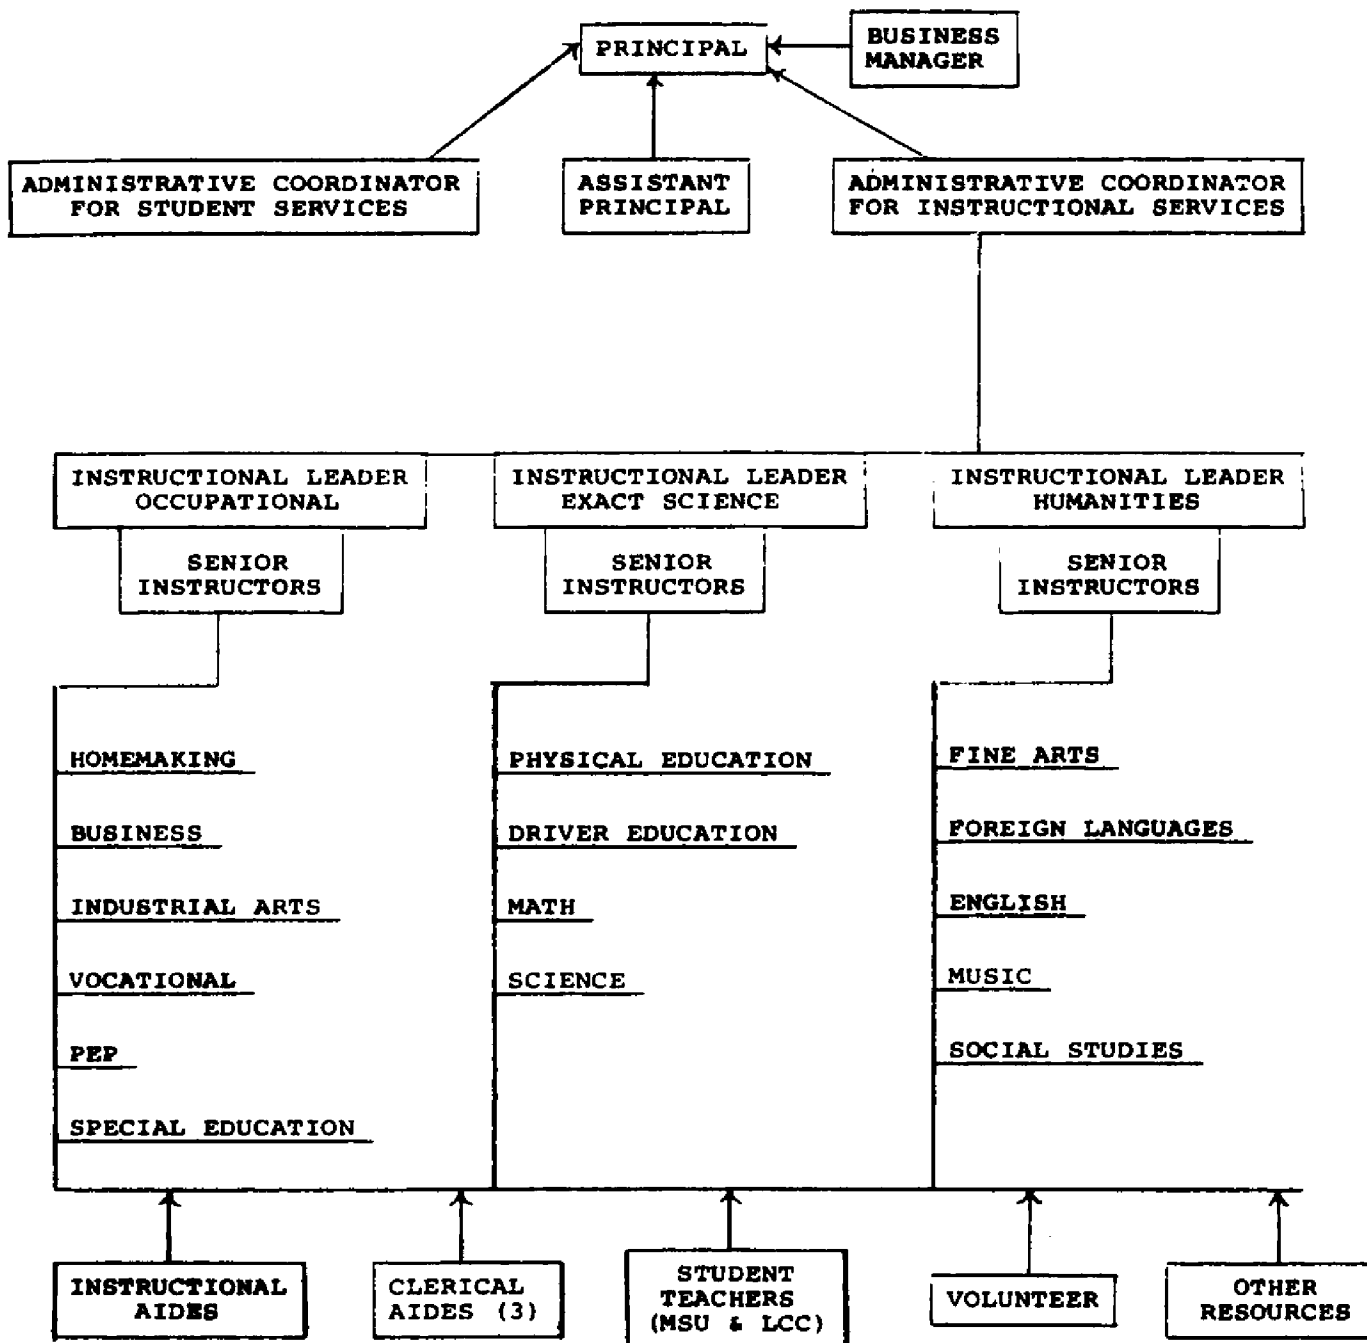 PRINCIPAL
BUSINESS
MANAGER
ADMINISTRATIVE COORDINATOR
FOR STUDENT SERVICES
ASSISTANT
PRINCIPAL
ADMINISTRATIVE COORDINATOR
FOR INSTRUCTIONAL SERVICES
INSTRUCTIONAL LEADER
OCCUPATIONAL
INSTRUCTIONAL LEADER
EXACT SCIENCE
INSTRUCTIONAL LEADER
HUMANITIES
SENIOR
INSTRUCTORS
SENIOR
INSTRUCTORS
SENIOR
INSTRUCTORS
HOMEMAKING
BUSINESS
INDUSTRIAL ARTS
VOCATIONAL
PEP
SPECIAL EDUCATION
PHYSICAL EDUCATION
DRIVER EDUCATION
MATH
SCIENCE
FINE ARTS
FOREIGN LANGUAGES
ENGLISH
MUSIC
SOCIAL STUDIES
INSTRUCTIONAL
AIDES
CLERICAL
AIDES (3)
STUDENT
TEACHERS
(MSU & LCC)
VOLUNTEER
OTHER
RESOURCES